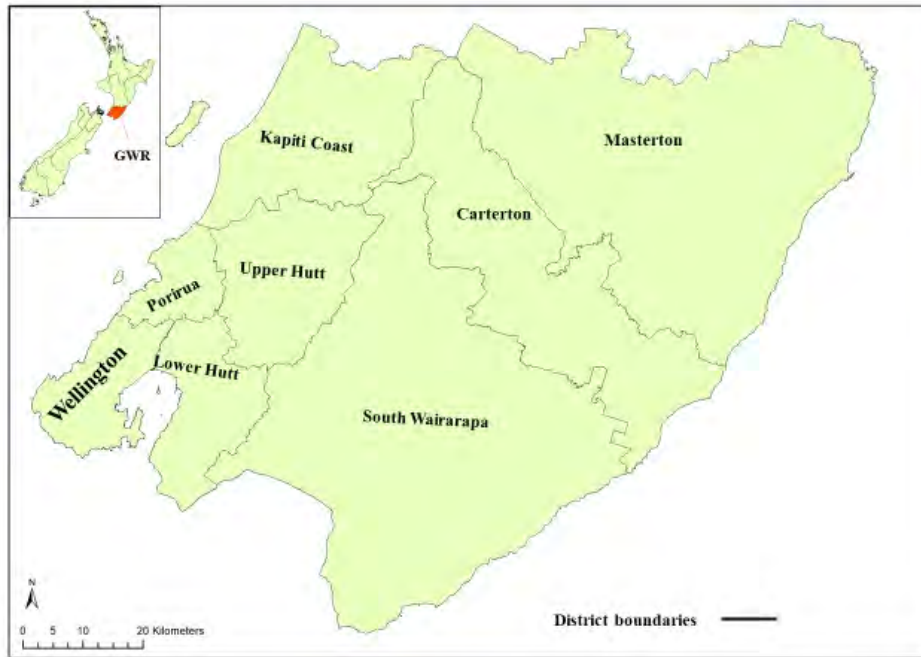 GWR
Kapiti Coast
Masterton
Carterton
Upper Hutt
Porirua
Wellington
Lower Hutt
South Wairarapa
N
0 5 10 20 Kilometers
District boundaries